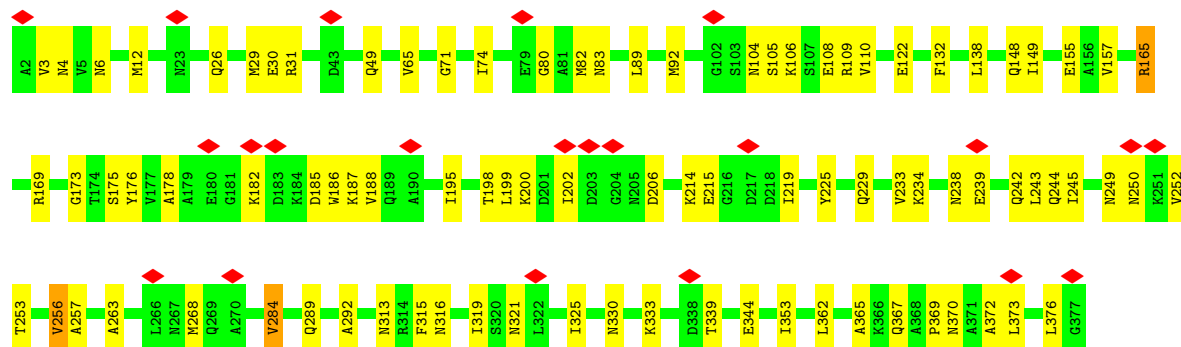 A2 V3 N4 V5 N6 M12 N23 Q26 M29 E30 R31 D43 Q49 V65 G71 I74 E79 G80 A81 M82 N83 L89 M92 G102 S103 N104 S105 K106 S107 E108 R109 V110 E122 F132 L138 Q148 I149 E155 A156 V157 R165
R169 G173 T174 S175 Y176 V177 A178 A179 E180 G181 K182 D183 K184 D185 W186 K187 V188 Q189 A190 I195 T198 L199 K200 D201 I202 D203 G204 N205 D206 K214 E215 G216 D217 D218 I219 Y225 Q229 V233 K234 N238 E239 Q242 L243 Q244 I245 N249 N250 K251 V252
T253 V256 A257 A263 L266 N267 M268 Q269 A270 V284 Q289 A292 N313 R314 F315 N316 I319 S320 N321 L322 I325 N330 K333 D338 T339 E344 I353 L362 A365 K366 Q367 A368 P369 N370 A371 A372 L373 L376 G377